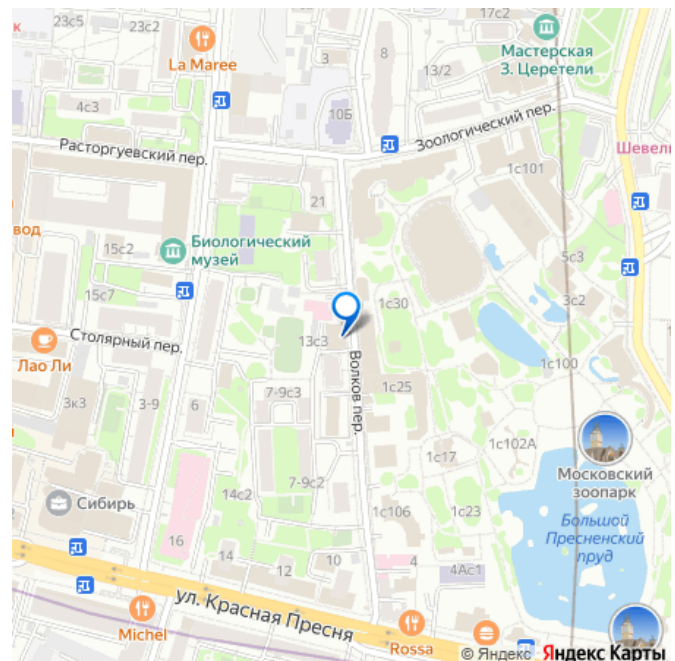 23с5
23с2
17с2
к
La Maree
3
8
13/2
Мастерская
З. Церетели
4с3
10Б
Зоологический пер.
Расторгуевский пер.
Шевел
1с101
21
вод
15с2
Биологический
музей
5с3
15с7
1с30
3с2
Столярный пер.
13с3
Лао Ли
Волков пер.
1с100
3к3
3-9
6
7-9с3
1с25
1с102А
1с17
Московский
зоопарк
7-9с2
Сибирь
14с2
1с106
1с23
Большой
Пресненский
пруд
16
14
12
10
4
4Ас1
ул. Красная Пресня
Michel
Rossa
© Яндекс Яндекс Карты